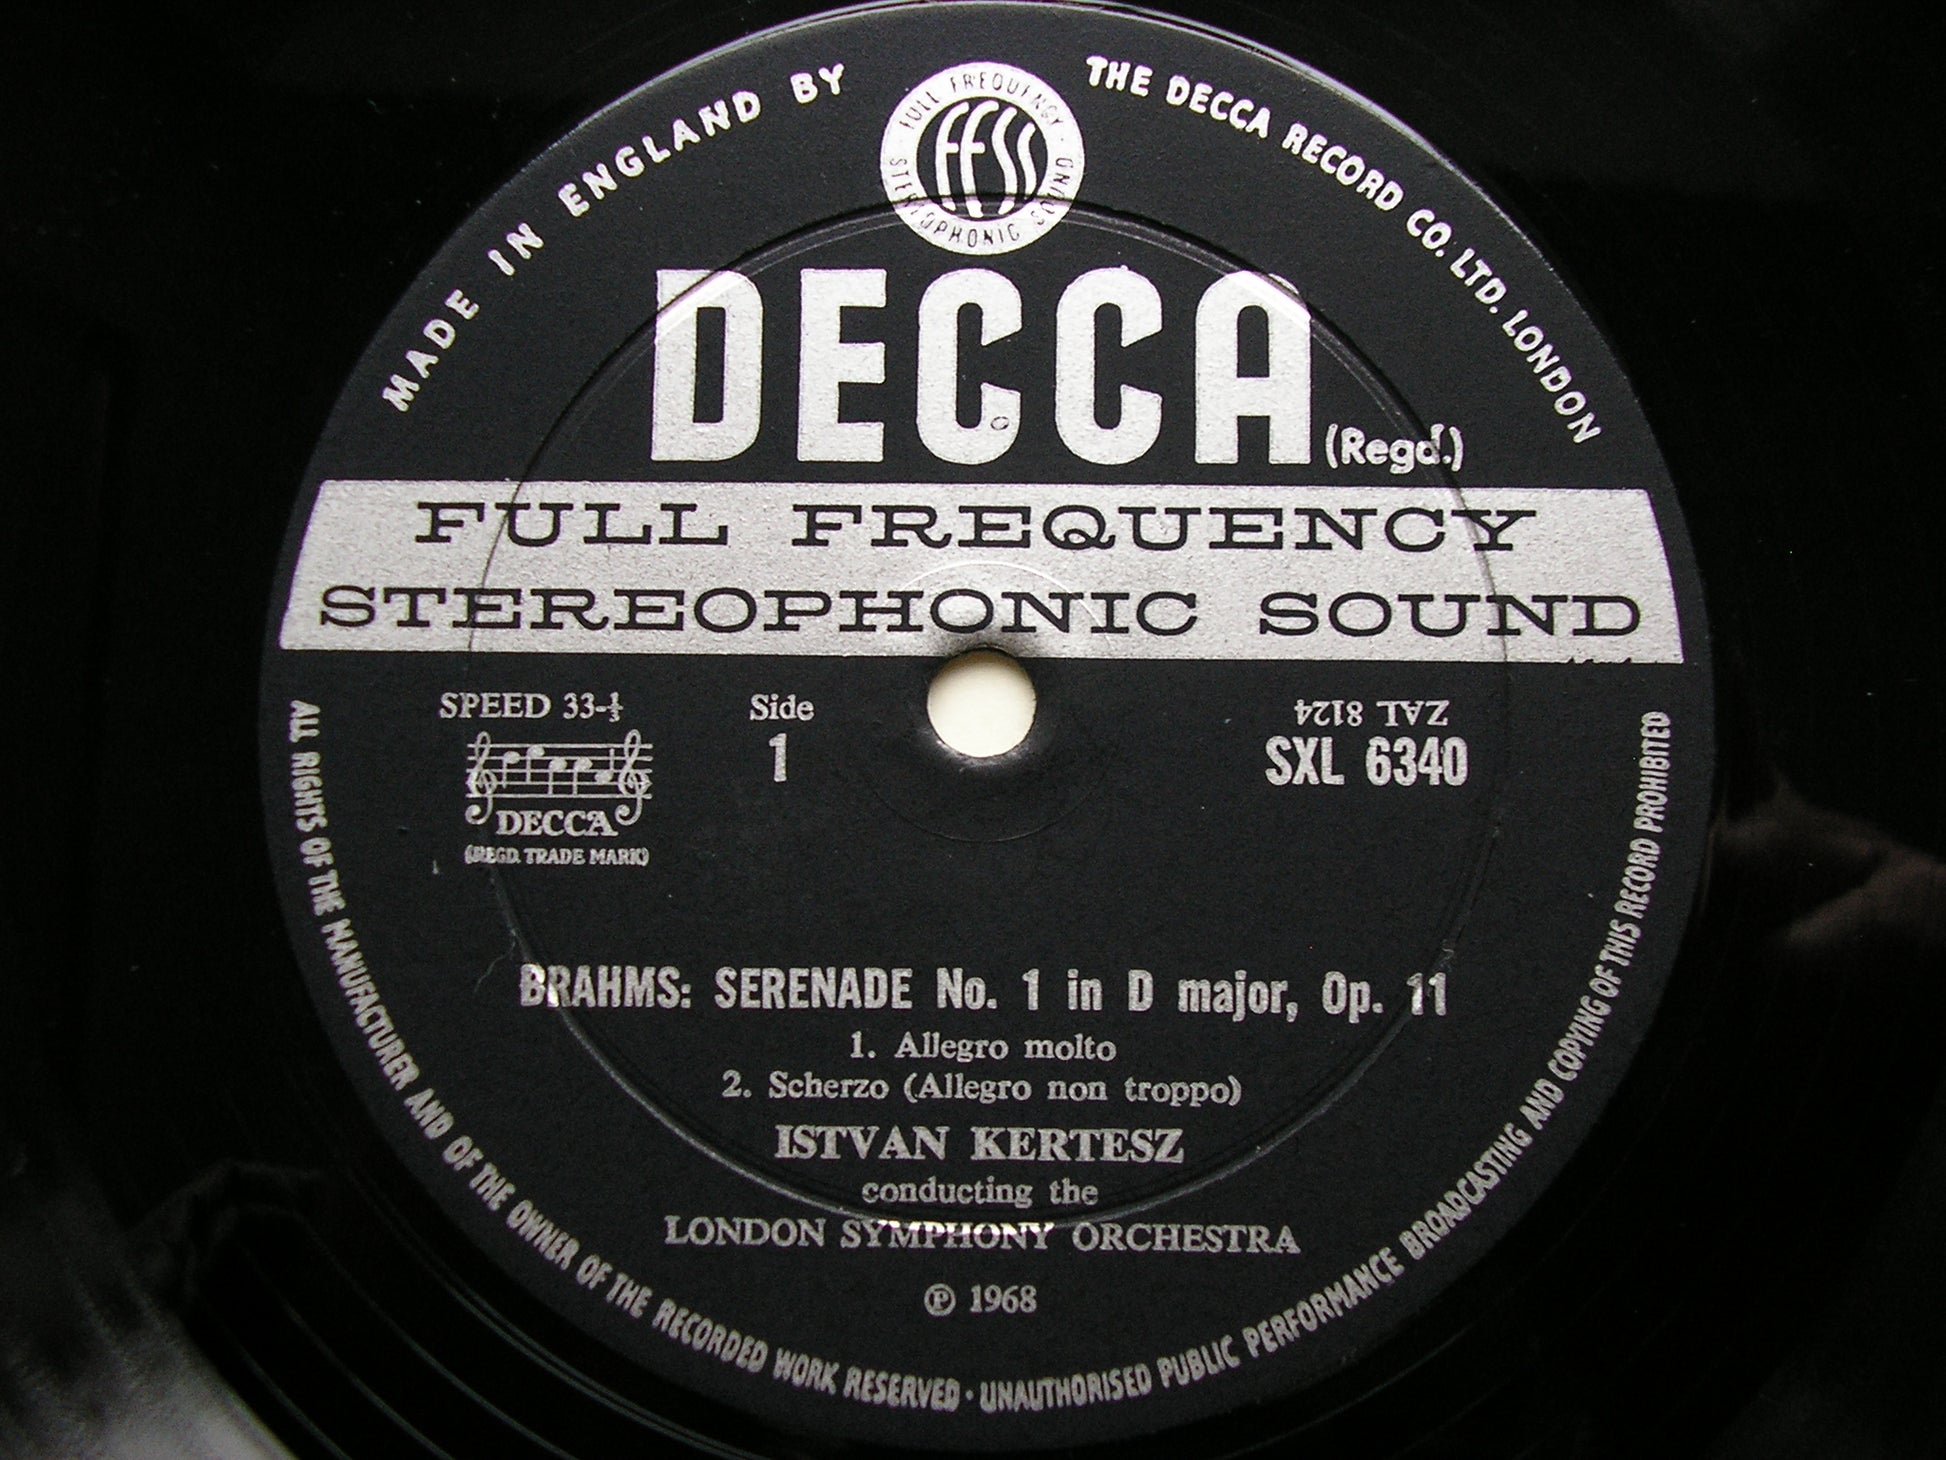 MADE IN ENGLAND BY
THE DECCA RECORD CO. LTD. LONDON
FULL FREQUENCY
STEREOPHONIC SOUND
FFSS
DECCA (Regd.)
FULL FREQUENCY
STEREOPHONIC SOUND
SPEED 33-⅓
Side
1
ZAL 8124
SXL 6340
DECCA
(REGD. TRADE MARK)
BRAHMS: SERENADE No. 1 in D major, Op. 11
1. Allegro molto
2. Scherzo (Allegro non troppo)
ISTVAN KERTESZ
conducting the
LONDON SYMPHONY ORCHESTRA
℗ 1968
ALL RIGHTS OF THE MANUFACTURER AND OF THE OWNER OF THE RECORDED WORK RESERVED · UNAUTHORISED PUBLIC PERFORMANCE BROADCASTING AND COPYING OF THIS RECORD PROHIBITED